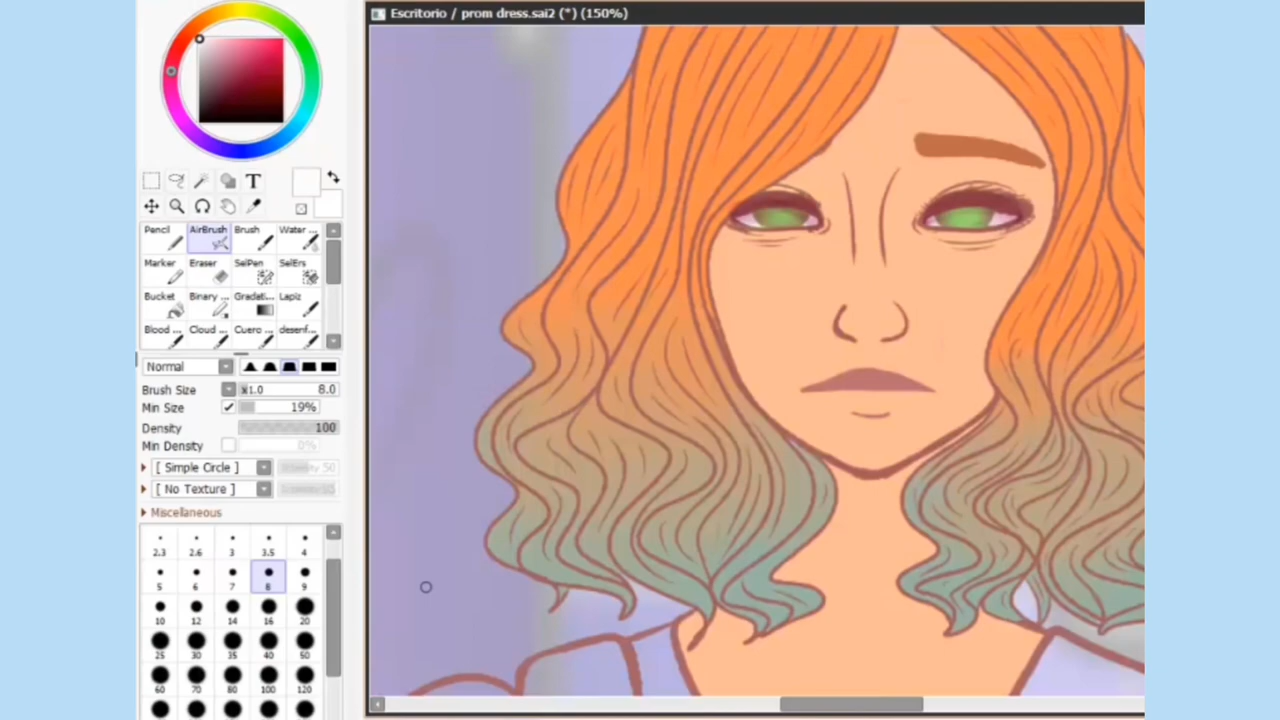 Escritorio / prom dress.sai2 (*) (150%)
T
Pencil AirBrush Brush Water ...
Marker Eraser SelPen SelErs
Bucket Binary ... Gradati... Lapiz
Blood ... Cloud ... Cuero ... desenf...
Normal
Brush Size x1.0 8.0
Min Size 19%
Density 100
Min Density 0%
[ Simple Circle ] 50
[ No Texture ]
Miscellaneous
2.3 2.6 3 3.5 4
5 6 7 8 9
10 12 14 16 20
25 30 35 40 50
60 70 80 100 120